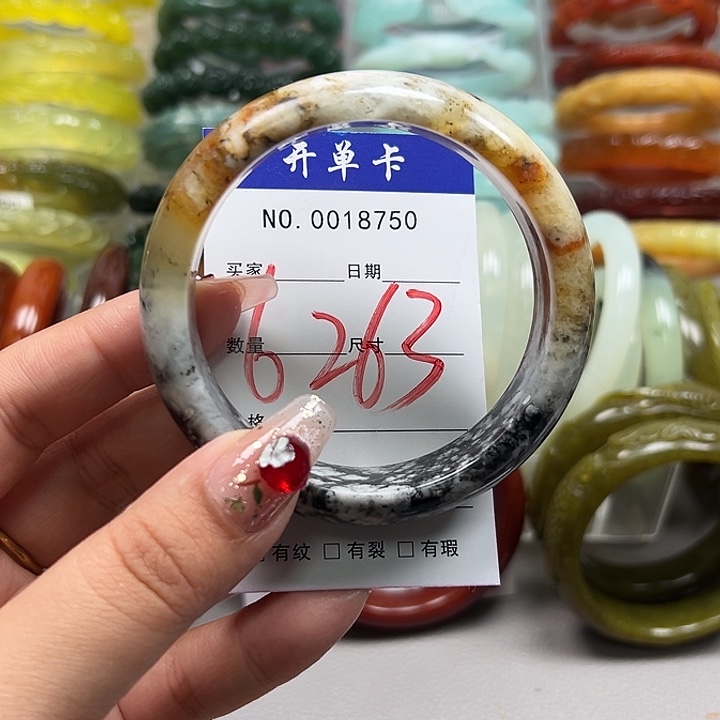 开单卡
NO. 0018750
买家 日期
6263
数量 尺寸
格
有纹 □ 有裂 □ 有瑕